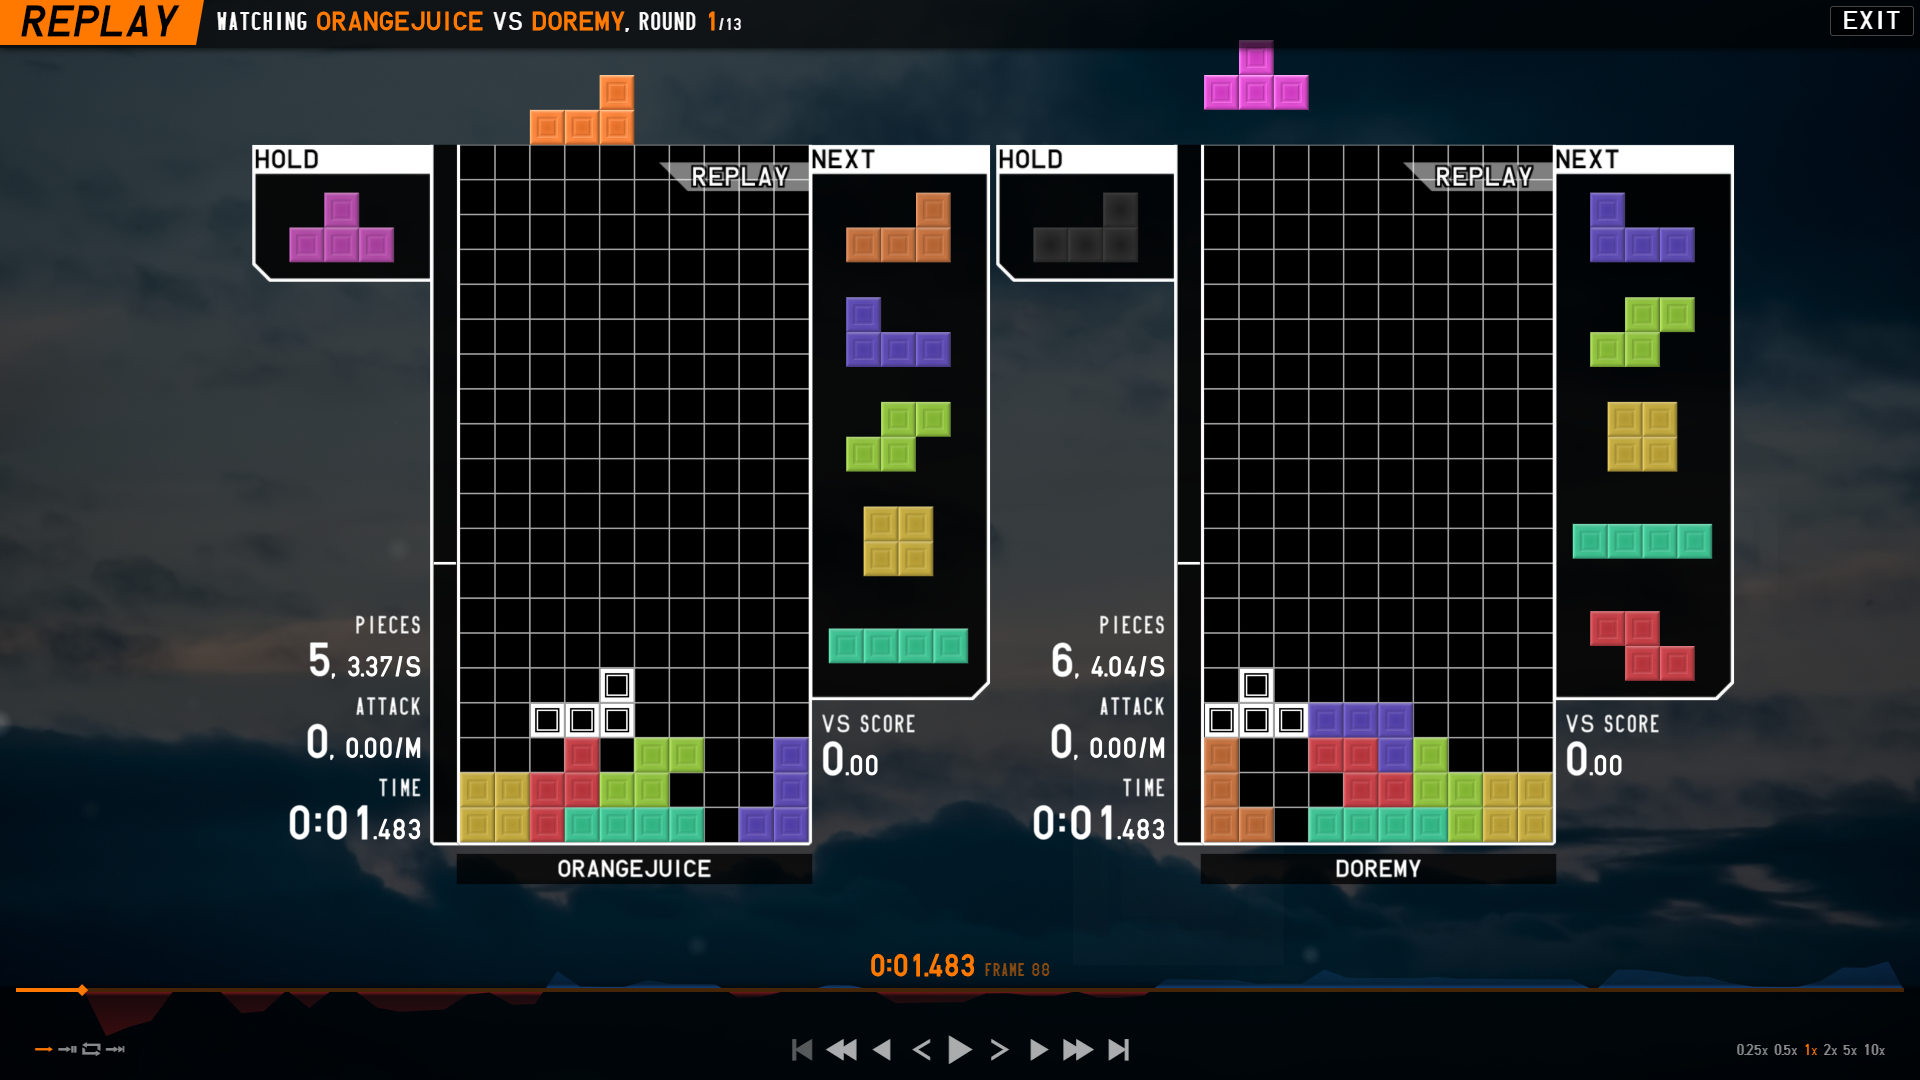 REPLAY
WATCHING ORANGEJUICE VS DOREMY, ROUND 1/13
EXIT
HOLD
REPLAY
NEXT
PIECES
5, 3.37/S
ATTACK
0, 0.00/M
TIME
0:01.483
VS SCORE
0.00
ORANGEJUICE
HOLD
REPLAY
NEXT
PIECES
6, 4.04/S
ATTACK
0, 0.00/M
TIME
0:01.483
VS SCORE
0.00
DOREMY
0:01.483 FRAME 88
0.25x 0.5x 1x 2x 5x 10x